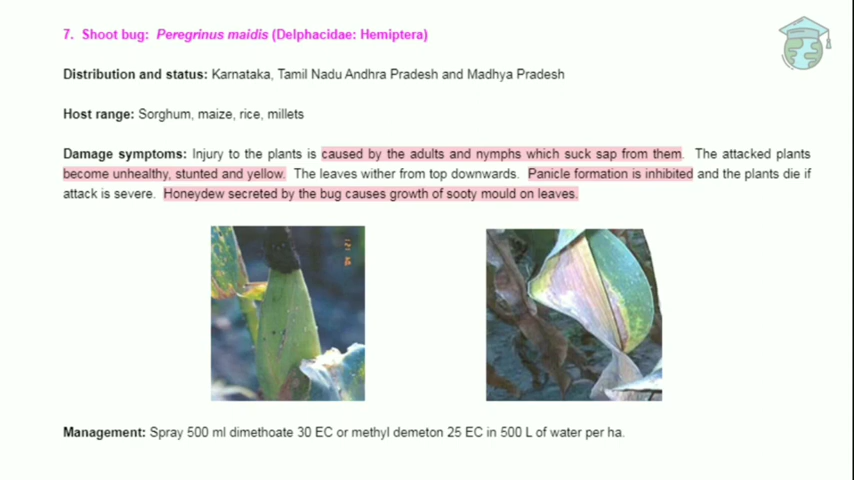 7. Shoot bug: Peregrinus maidis (Delphacidae: Hemiptera)
Distribution and status: Karnataka, Tamil Nadu Andhra Pradesh and Madhya Pradesh
Host range: Sorghum, maize, rice, millets
Damage symptoms: Injury to the plants is caused by the adults and nymphs which suck sap from them. The attacked plants
become unhealthy, stunted and yellow. The leaves wither from top downwards. Panicle formation is inhibited and the plants die if
attack is severe. Honeydew secreted by the bug causes growth of sooty mould on leaves.
Management: Spray 500 ml dimethoate 30 EC or methyl demeton 25 EC in 500 L of water per ha.